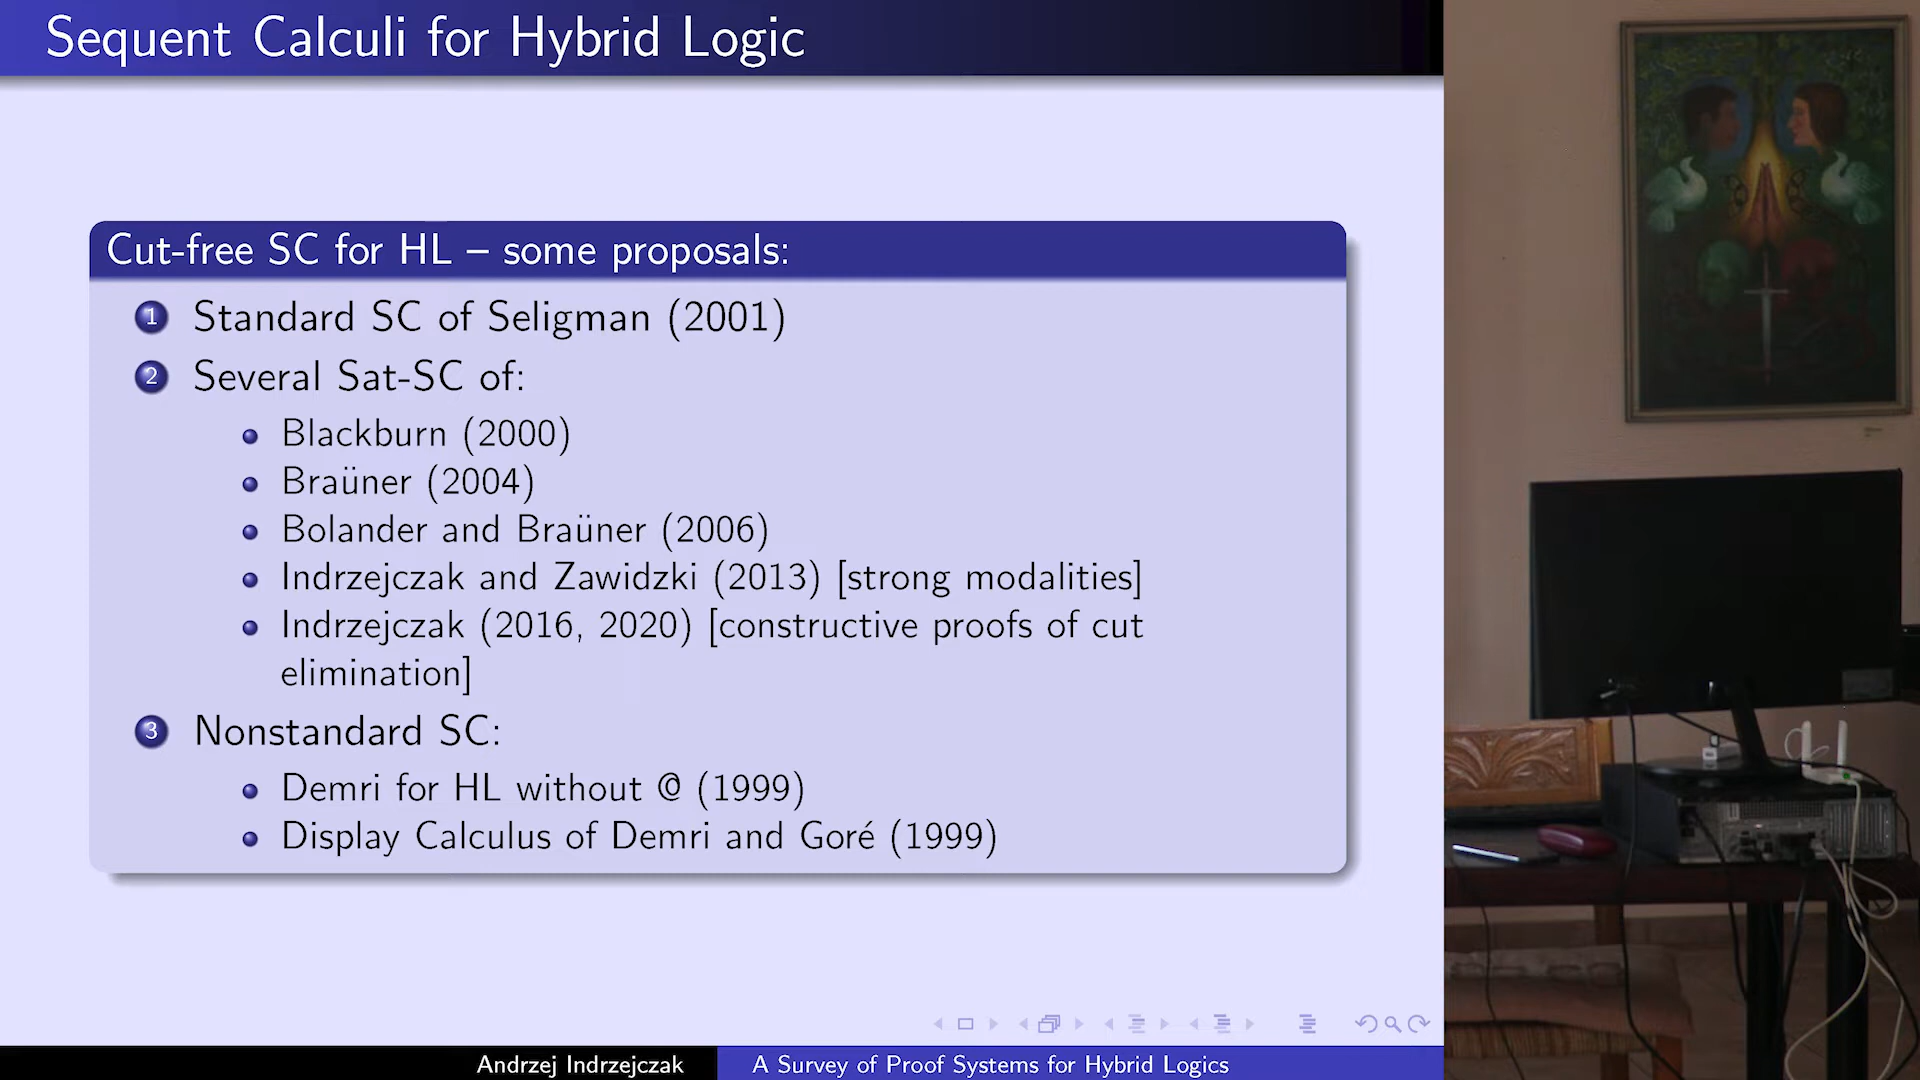 Sequent Calculi for Hybrid Logic
Cut-free SC for HL – some proposals:
1 Standard SC of Seligman (2001)
2 Several Sat-SC of:
Blackburn (2000)
Braüner (2004)
Bolander and Braüner (2006)
Indrzejczak and Zawidzki (2013) [strong modalities]
Indrzejczak (2016, 2020) [constructive proofs of cut
elimination]
3 Nonstandard SC:
Demri for HL without @ (1999)
Display Calculus of Demri and Goré (1999)
Andrzej Indrzejczak
A Survey of Proof Systems for Hybrid Logics